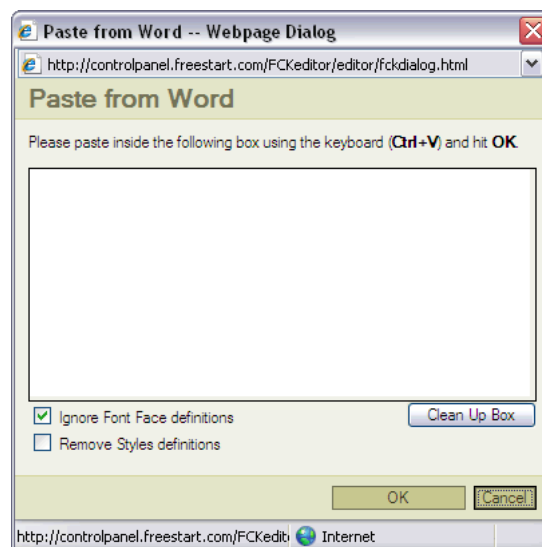 Paste from Word -- Webpage Dialog
http://controlpanel.freestart.com/FCKeditor/editor/fckdialog.html
Paste from Word
Please paste inside the following box using the keyboard (Ctrl+V) and hit OK.
Ignore Font Face definitions
Clean Up Box
Remove Styles definitions
OK Cancel
http://controlpanel.freestart.com/FCKedit Internet